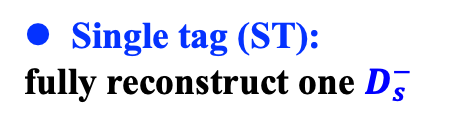 ● Single tag (ST):
fully reconstruct one $D_s^-$